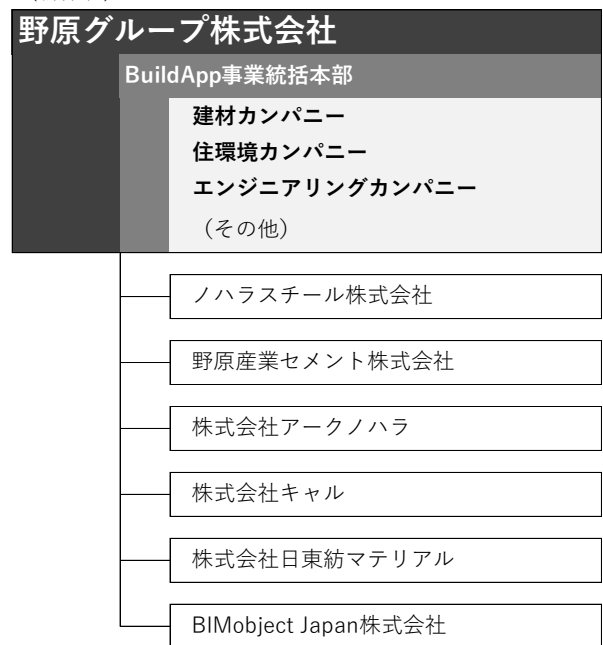 野原グループ株式会社
BuildApp事業統括本部
建材カンパニー
住環境カンパニー
エンジニアリングカンパニー
（その他）
ノハラスチール株式会社
野原産業セメント株式会社
株式会社アークノハラ
株式会社キャル
株式会社日東紡マテリアル
BIMobject Japan株式会社